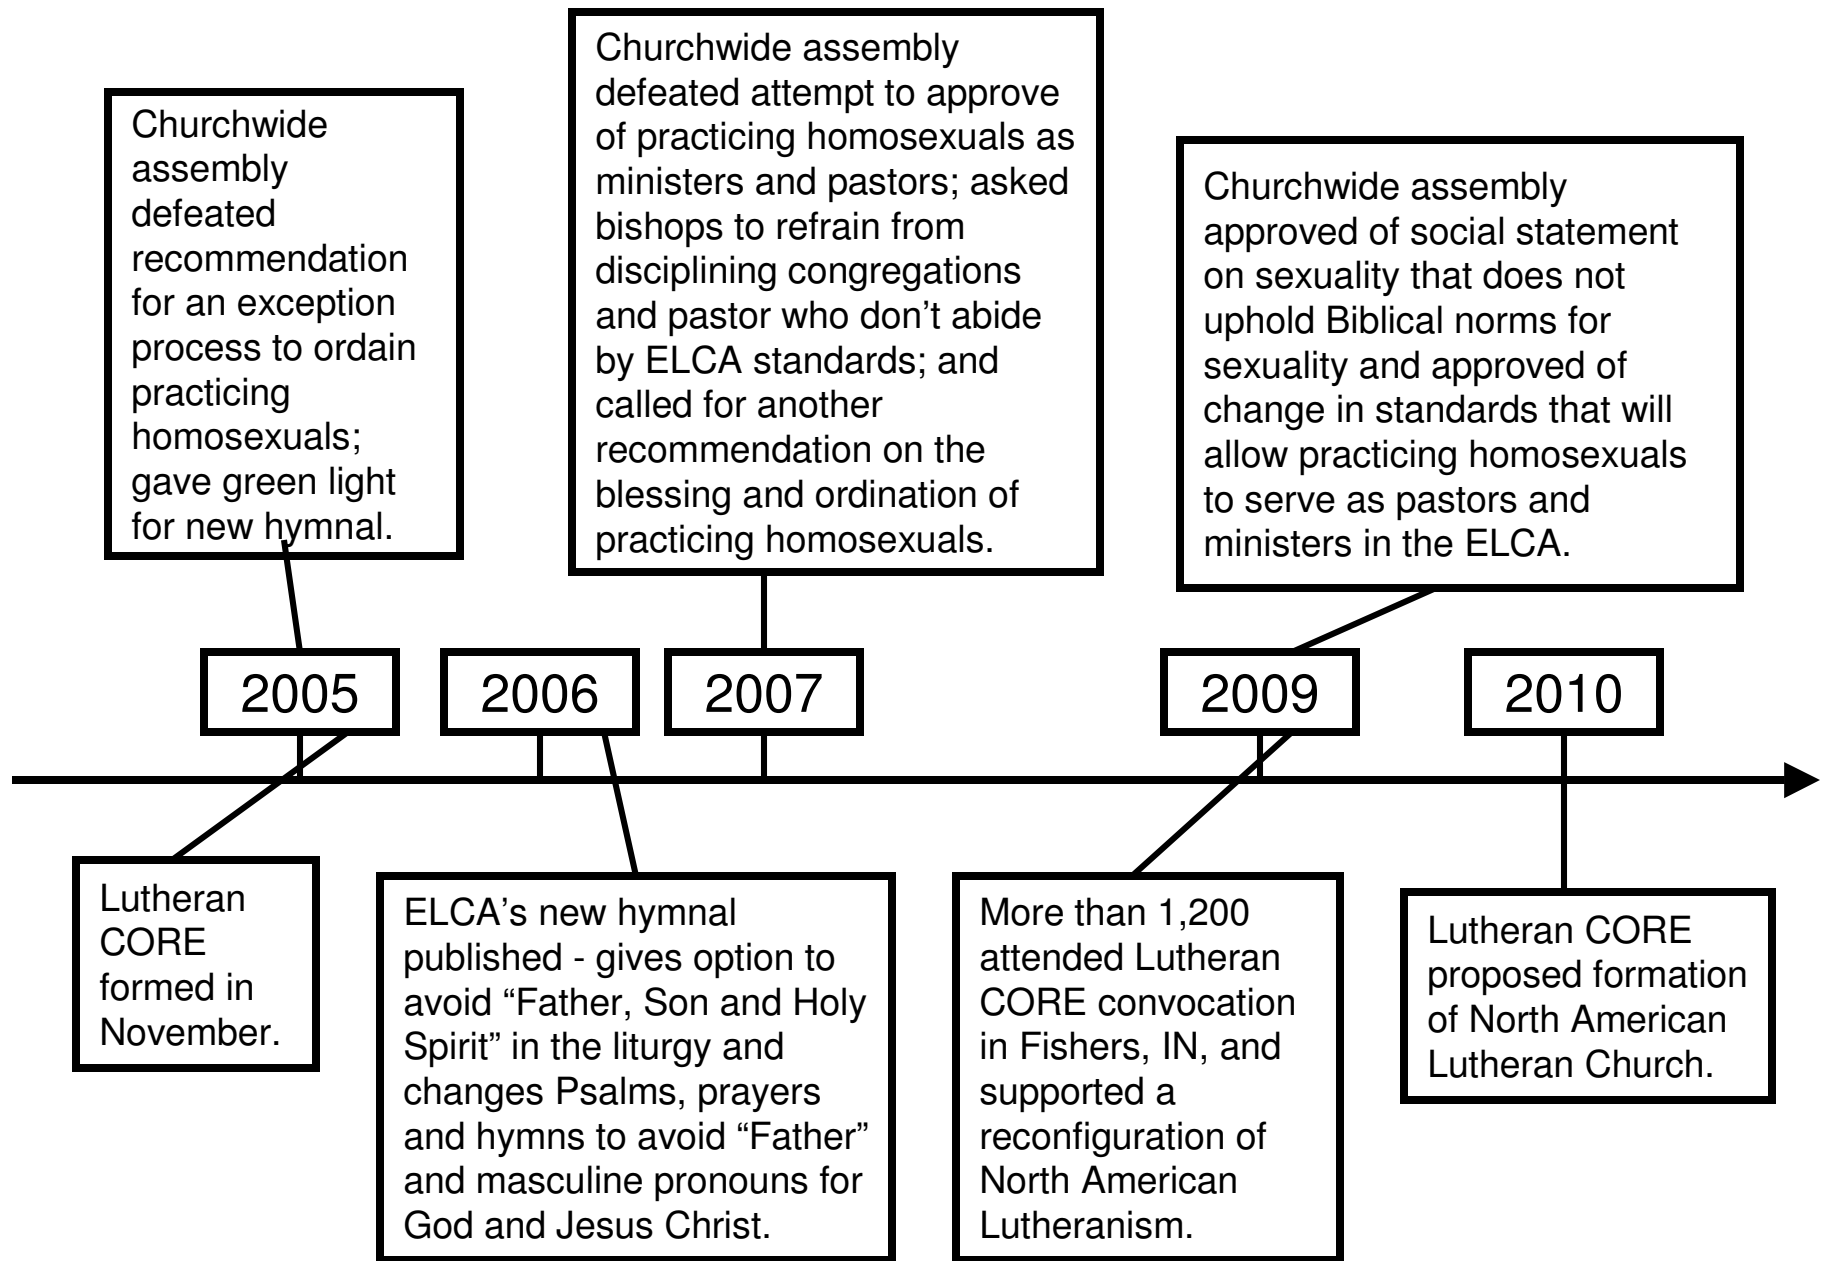 Churchwide
assembly
defeated
recommendation
for an exception
process to ordain
practicing
homosexuals;
gave green light
for new hymnal.
Churchwide assembly
defeated attempt to approve
of practicing homosexuals as
ministers and pastors; asked
bishops to refrain from
disciplining congregations
and pastor who don’t abide
by ELCA standards; and
called for another
recommendation on the
blessing and ordination of
practicing homosexuals.
Churchwide assembly
approved of social statement
on sexuality that does not
uphold Biblical norms for
sexuality and approved of
change in standards that will
allow practicing homosexuals
to serve as pastors and
ministers in the ELCA.
2005
2006
2007
2009
2010
Lutheran
CORE
formed in
November.
ELCA’s new hymnal
published - gives option to
avoid “Father, Son and Holy
Spirit” in the liturgy and
changes Psalms, prayers
and hymns to avoid “Father”
and masculine pronouns for
God and Jesus Christ.
More than 1,200
attended Lutheran
CORE convocation
in Fishers, IN, and
supported a
reconfiguration of
North American
Lutheranism.
Lutheran CORE
proposed formation
of North American
Lutheran Church.